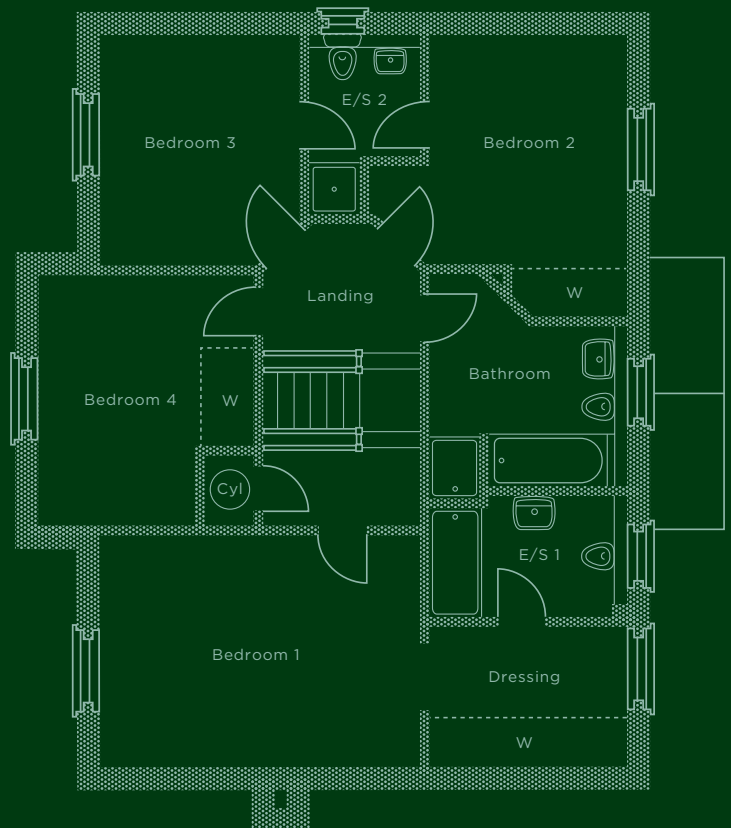 E/S 2
Bedroom 3
Bedroom 2
Landing
W
Bathroom
Bedroom 4
W
Cyl
E/S 1
Bedroom 1
Dressing
W